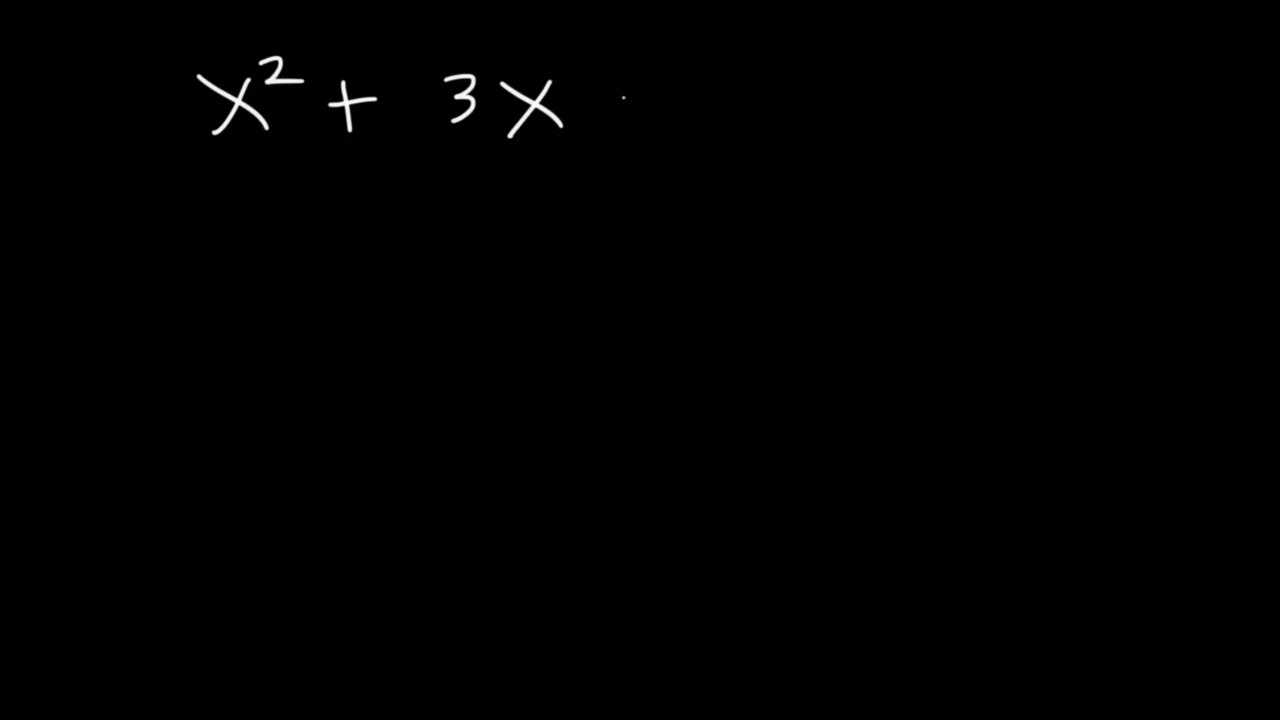 x² + 3x